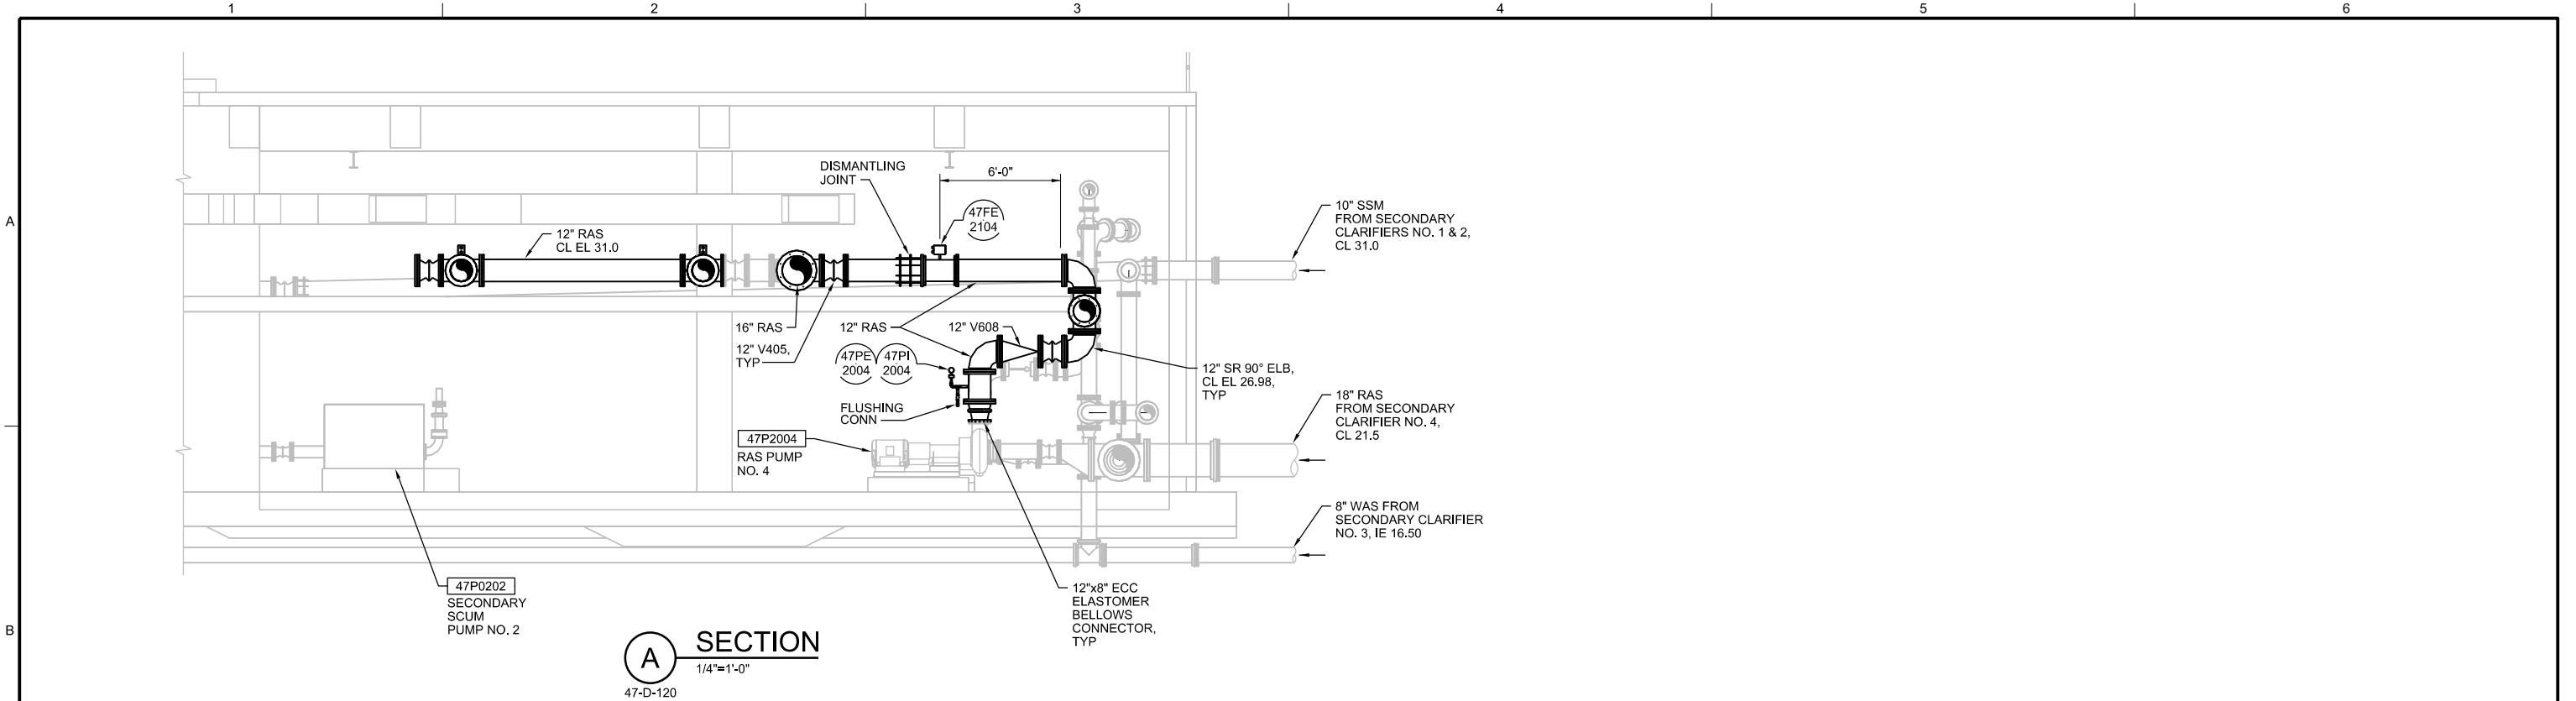 1
2
3
4
5
6
A
B
DISMANTLING
JOINT
6'-0"
47FE
2104
12" RAS
CL EL 31.0
10" SSM
FROM SECONDARY
CLARIFIERS NO. 1 & 2,
CL 31.0
16" RAS
12" RAS
12" V608
12" V405,
TYP
47PE
2004
47PI
2004
12" SR 90° ELB,
CL EL 26.98,
TYP
FLUSHING
CONN
18" RAS
FROM SECONDARY
CLARIFIER NO. 4,
CL 21.5
47P2004
RAS PUMP
NO. 4
8" WAS FROM
SECONDARY CLARIFIER
NO. 3, IE 16.50
47P0202
SECONDARY
SCUM
PUMP NO. 2
12"x8" ECC
ELASTOMER
BELLOWS
CONNECTOR,
TYP
A
SECTION
1/4"=1'-0"
47-D-120